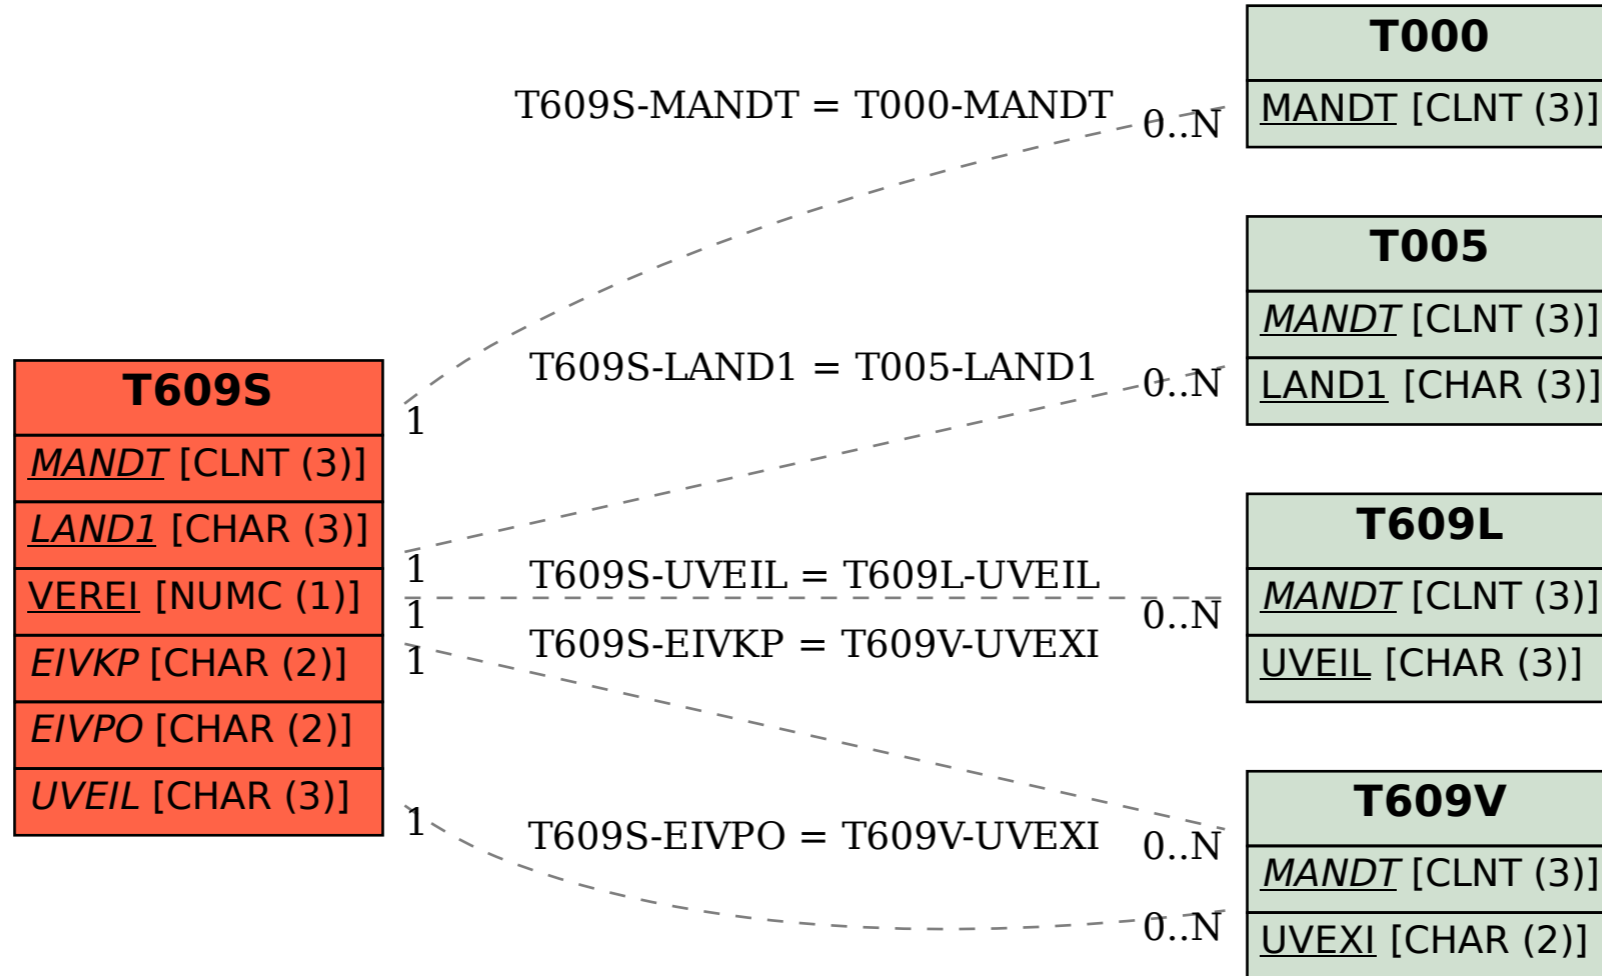 T000
MANDT [CLNT (3)]
T609S-MANDT = T000-MANDT
0..N
1
T005
MANDT [CLNT (3)]
LAND1 [CHAR (3)]
T609S-LAND1 = T005-LAND1
0..N
1
T609S
MANDT [CLNT (3)]
LAND1 [CHAR (3)]
VEREI [NUMC (1)]
EIVKP [CHAR (2)]
EIVPO [CHAR (2)]
UVEIL [CHAR (3)]
T609S-UVEIL = T609L-UVEIL
0..N
1
T609L
MANDT [CLNT (3)]
UVEIL [CHAR (3)]
T609S-EIVKP = T609V-UVEXI
0..N
1
T609S-EIVPO = T609V-UVEXI
0..N
1
T609V
MANDT [CLNT (3)]
UVEXI [CHAR (2)]